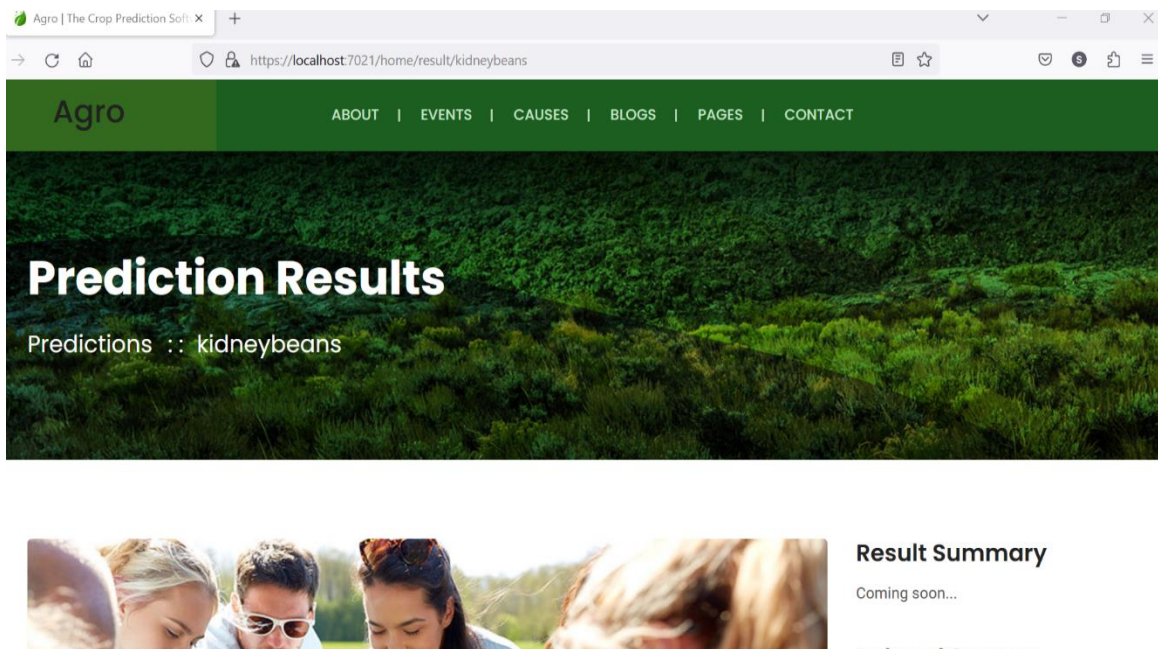 Agro | The Crop Prediction Soft
https://localhost:7021/home/result/kidneybeans
S
Agro
ABOUT | EVENTS | CAUSES | BLOGS | PAGES | CONTACT
Prediction Results
Predictions :: kidneybeans
Result Summary
Coming soon...